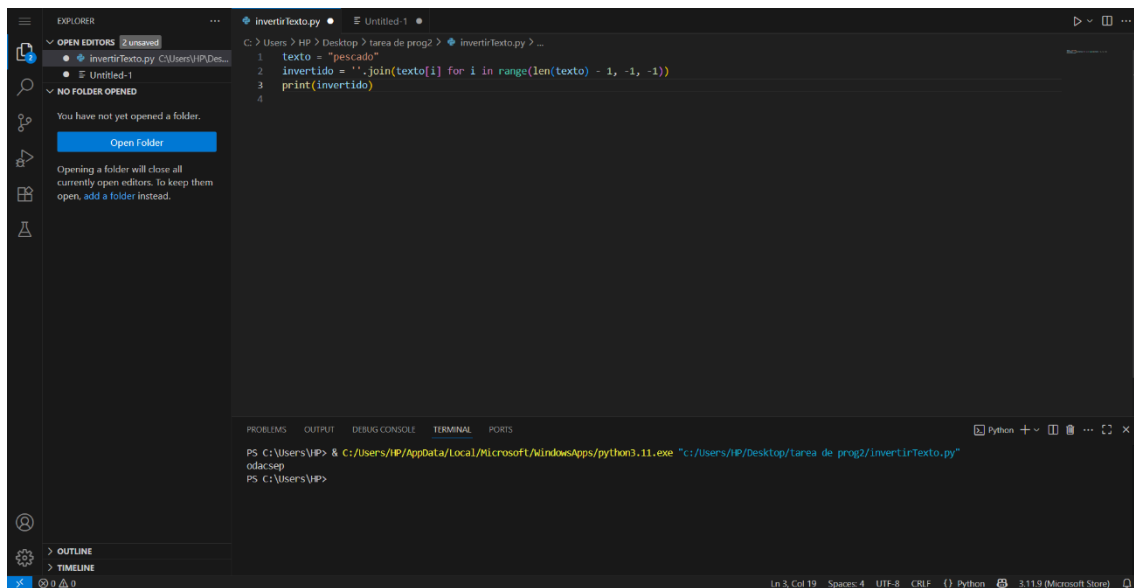 EXPLORER
OPEN EDITORS 2 unsaved
invertirTexto.py C:\Users\HP\Des...
Untitled-1
NO FOLDER OPENED
You have not yet opened a folder.
Open Folder
Opening a folder will close all
currently open editors. To keep them
open, add a folder instead.
OUTLINE
TIMELINE
invertirTexto.py Untitled-1
C: > Users > HP > Desktop > tarea de prog2 > invertirTexto.py > ...
1 texto = "pescado"
2 invertido = ''.join(texto[i] for i in range(len(texto) - 1, -1, -1))
3 print(invertido)
4
PROBLEMS OUTPUT DEBUG CONSOLE TERMINAL PORTS
Python
PS C:\Users\HP> & C:/Users/HP/AppData/Local/Microsoft/WindowsApps/python3.11.exe "c:/Users/HP/Desktop/tarea de prog2/invertirTexto.py"
odacsep
PS C:\Users\HP>
0 0 Ln 3, Col 19 Spaces: 4 UTF-8 CRLF {} Python 3.11.9 (Microsoft Store)